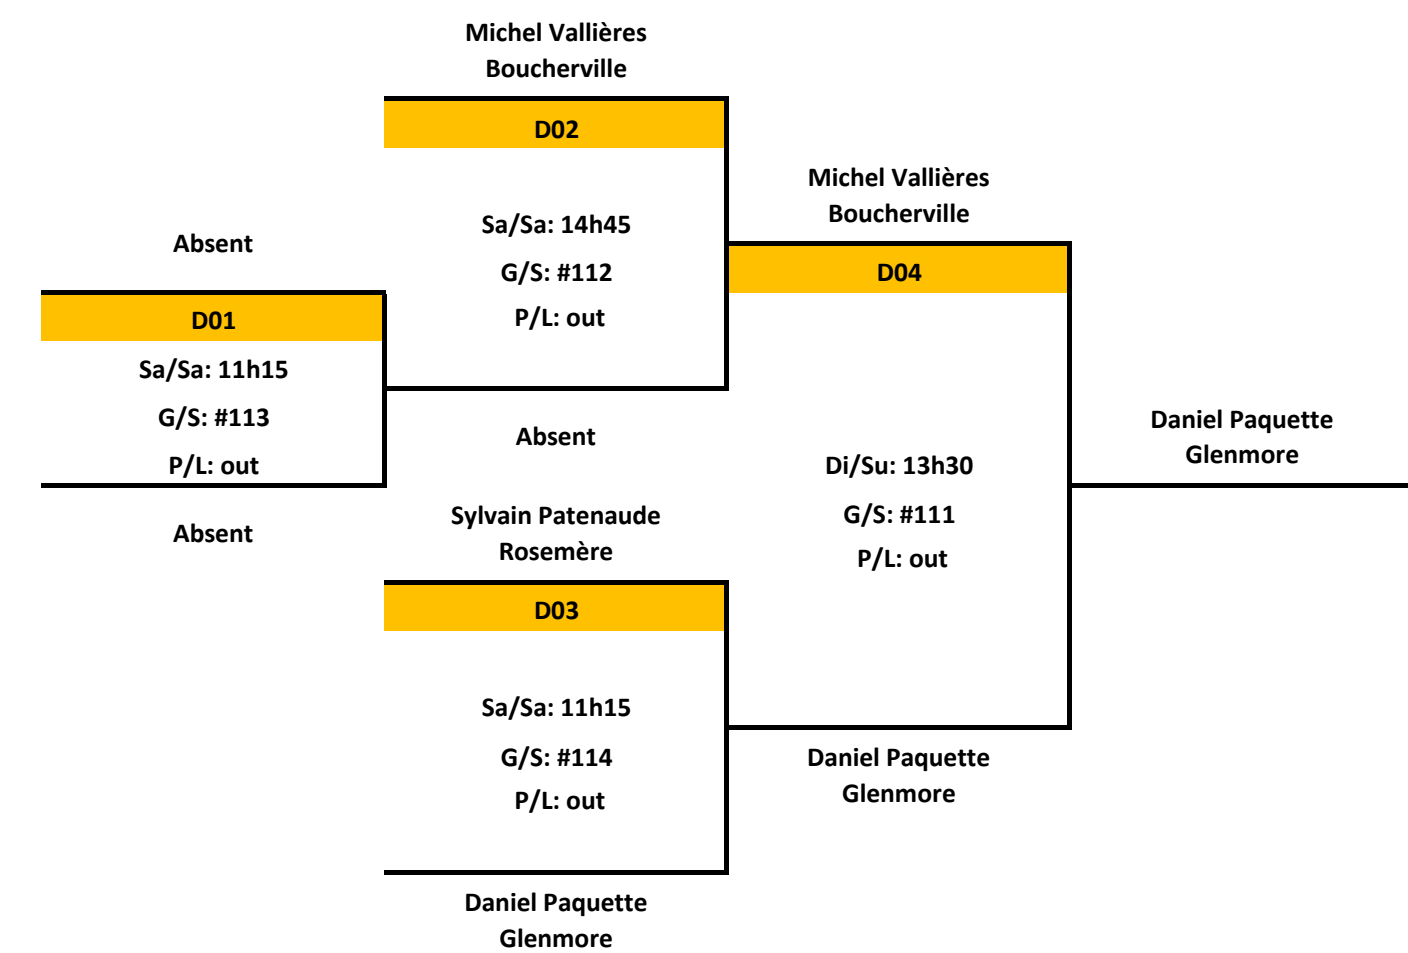 Michel Vallières
Boucherville
D02
Sa/Sa: 14h45
G/S: #112
P/L: out
Absent
D01
Sa/Sa: 11h15
G/S: #113
P/L: out
Absent
Absent
Sylvain Patenaude
Rosemère
D03
Sa/Sa: 11h15
G/S: #114
P/L: out
Daniel Paquette
Glenmore
Michel Vallières
Boucherville
D04
Di/Su: 13h30
G/S: #111
P/L: out
Daniel Paquette
Glenmore
Daniel Paquette
Glenmore